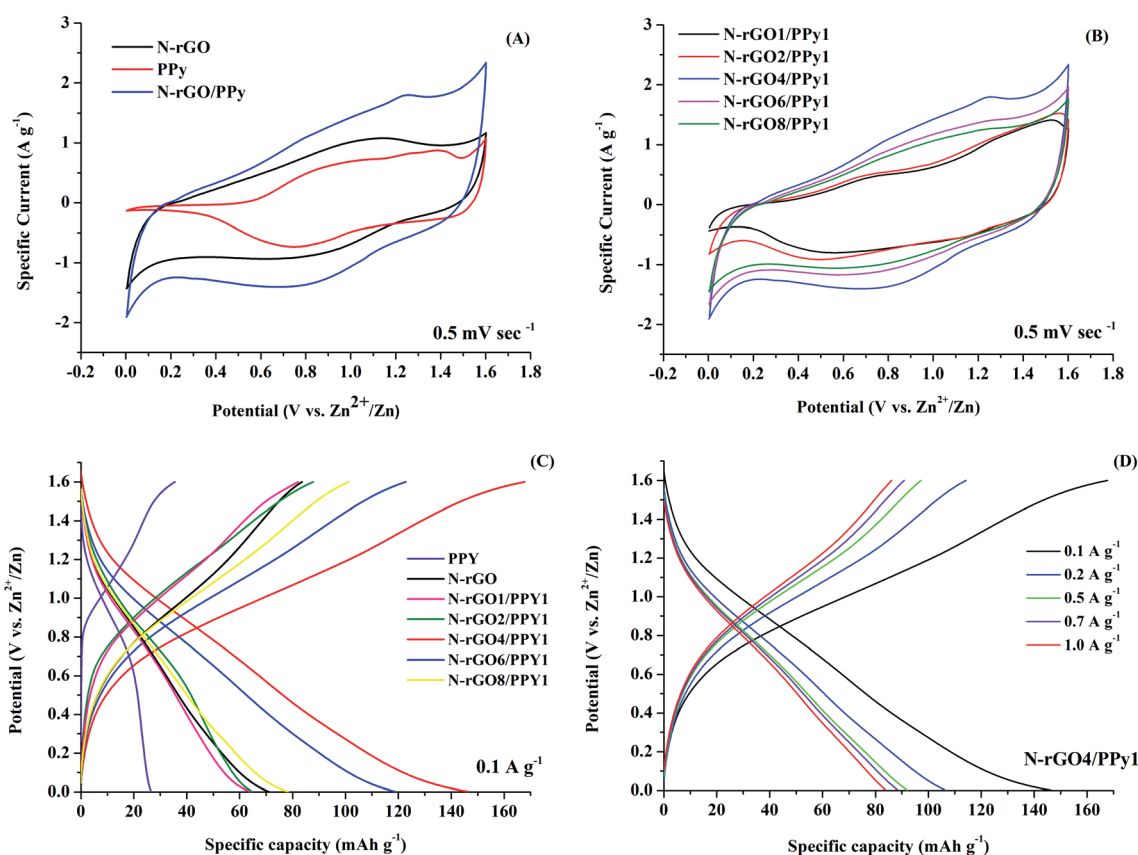 (A)
N-rGO
PPy
N-rGO/PPy
Specific Current (A g-1)
5
4
3
2
1
0
-1
-2
0.5 mV sec -1
-0.2 0.0 0.2 0.4 0.6 0.8 1.0 1.2 1.4 1.6 1.8
Potential (V vs. Zn2+/Zn)
(B)
N-rGO1/PPy1
N-rGO2/PPy1
N-rGO4/PPy1
N-rGO6/PPy1
N-rGO8/PPy1
Specific Current (A g-1)
3
2
1
0
-1
-2
0.5 mV sec -1
-0.2 0.0 0.2 0.4 0.6 0.8 1.0 1.2 1.4 1.6 1.8
Potential (V vs. Zn2+/Zn)
(C)
Potential (V vs. Zn2+/Zn)
1.6
1.4
1.2
1.0
0.8
0.6
0.4
0.2
0.0
PPY
N-rGO
N-rGO1/PPY1
N-rGO2/PPY1
N-rGO4/PPY1
N-rGO6/PPY1
N-rGO8/PPY1
0.1 A g-1
0 20 40 60 80 100 120 140 160
Specific capacity (mAh g-1)
(D)
Potential (V vs. Zn2+/Zn)
1.6
1.4
1.2
1.0
0.8
0.6
0.4
0.2
0.0
0.1 A g-1
0.2 A g-1
0.5 A g-1
0.7 A g-1
1.0 A g-1
N-rGO4/PPy1
0 20 40 60 80 100 120 140 160
Specific capacity (mAh g-1)